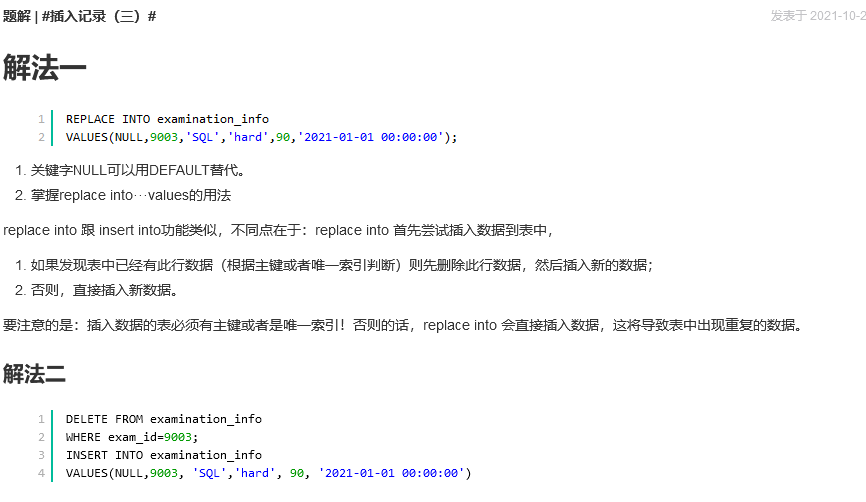 题解 | #插入记录（三）#
发表于 2021-10-2
解法一
1 REPLACE INTO examination_info
2 VALUES(NULL,9003,'SQL','hard',90,'2021-01-01 00:00:00');
1. 关键字NULL可以用DEFAULT替代。
2. 掌握replace into···values的用法
replace into 跟 insert into功能类似，不同点在于：replace into 首先尝试插入数据到表中，
1. 如果发现表中已经有此行数据（根据主键或者唯一索引判断）则先删除此行数据，然后插入新的数据；
2. 否则，直接插入新数据。
要注意的是：插入数据的表必须有主键或者是唯一索引！否则的话，replace into 会直接插入数据，这将导致表中出现重复的数据。
解法二
1 DELETE FROM examination_info
2 WHERE exam_id=9003;
3 INSERT INTO examination_info
4 VALUES(NULL,9003, 'SQL','hard', 90, '2021-01-01 00:00:00')